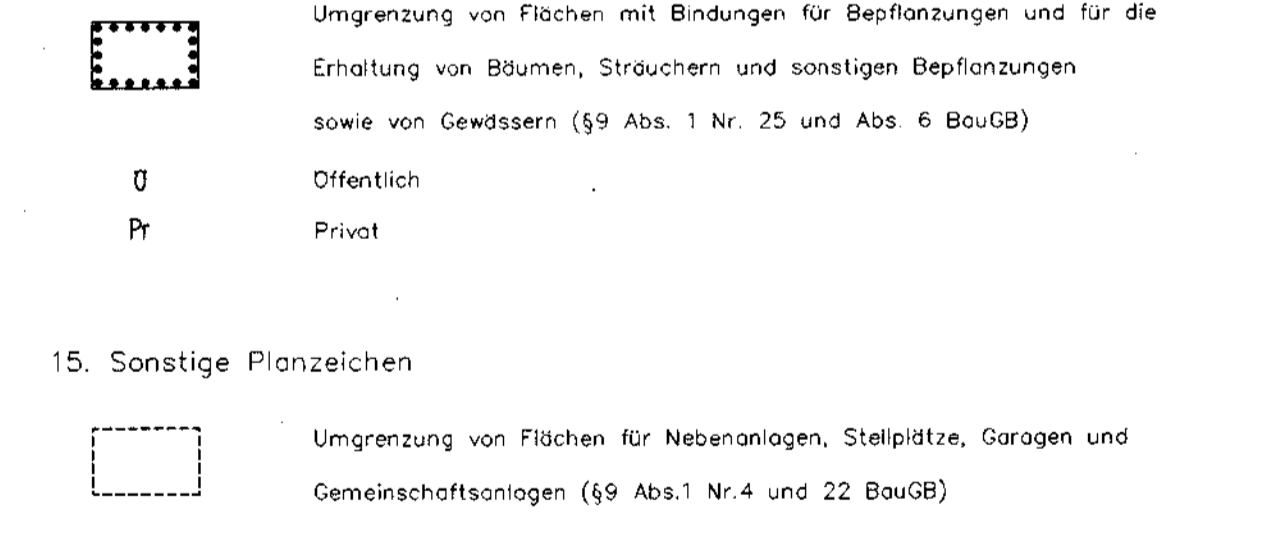 Umgrenzung von Flächen mit Bindungen für Bepflanzungen und für die
Erhaltung von Bäumen, Sträuchern und sonstigen Bepflanzungen
sowie von Gewässern (§9 Abs. 1 Nr. 25 und Abs. 6 BauGB)
Ö Öffentlich
Pr Privat
15. Sonstige Planzeichen
Umgrenzung von Flächen für Nebenanlagen, Stellplätze, Garagen und
Gemeinschaftsanlagen (§9 Abs.1 Nr.4 und 22 BauGB)